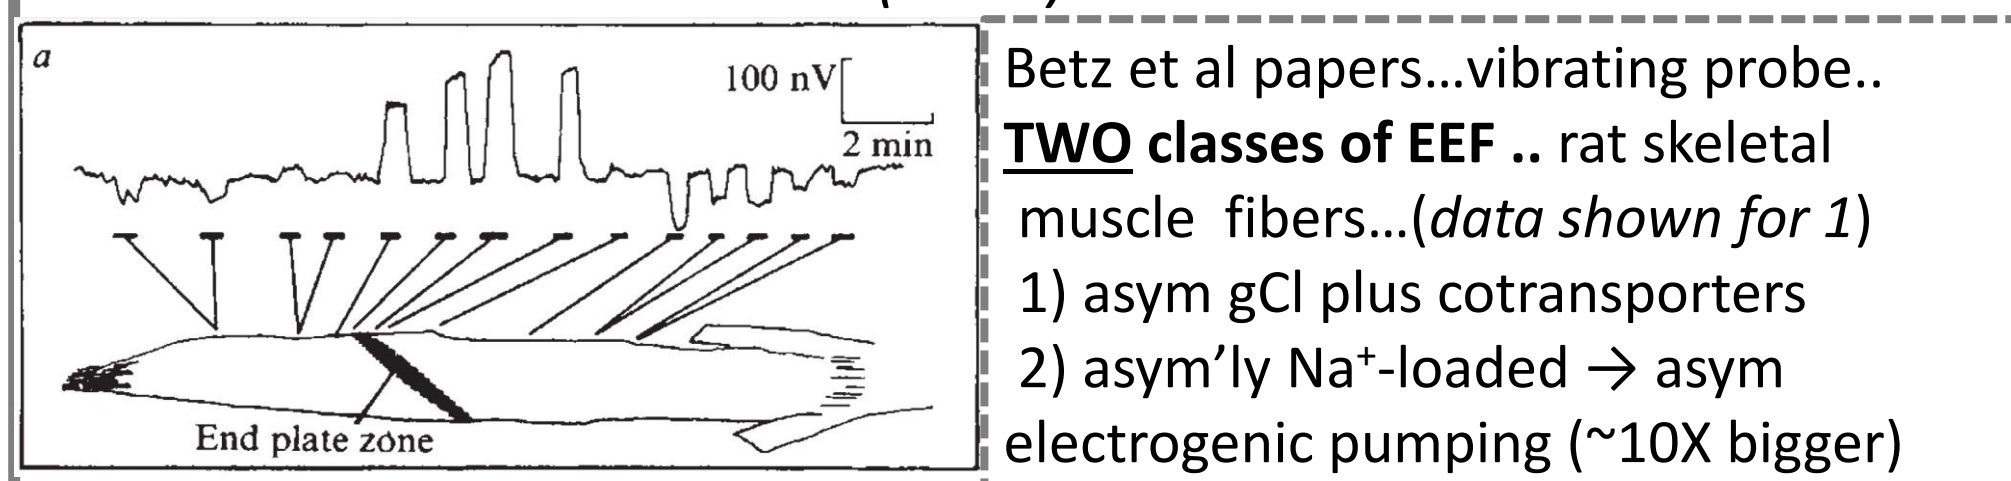 a
100 nV
2 min
End plate zone
Betz et al papers...vibrating probe..
TWO classes of EEF .. rat skeletal
muscle fibers...(data shown for 1)
1) asym gCl plus cotransporters
2) asym’ly Na⁺-loaded → asym
electrogenic pumping (~10X bigger)